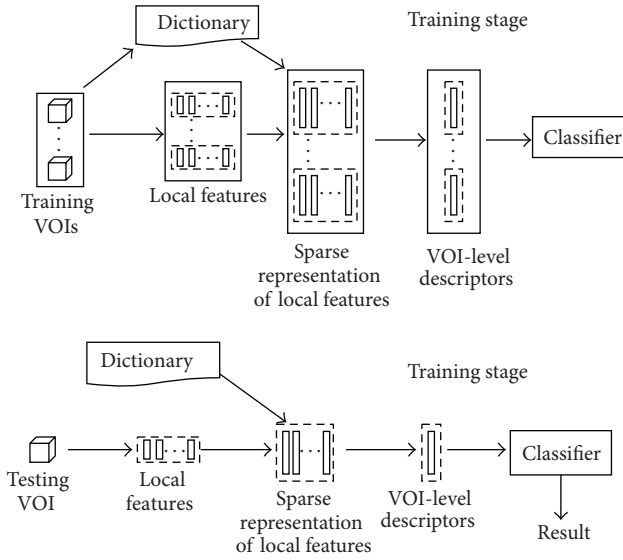 Dictionary
Training stage
Classifier
Local features
Training
VOIs
Sparse
representation
of local features
VOI-level
descriptors
Dictionary
Training stage
Classifier
Testing
VOI
Local
features
Sparse
representation
of local features
VOI-level
descriptors
Result